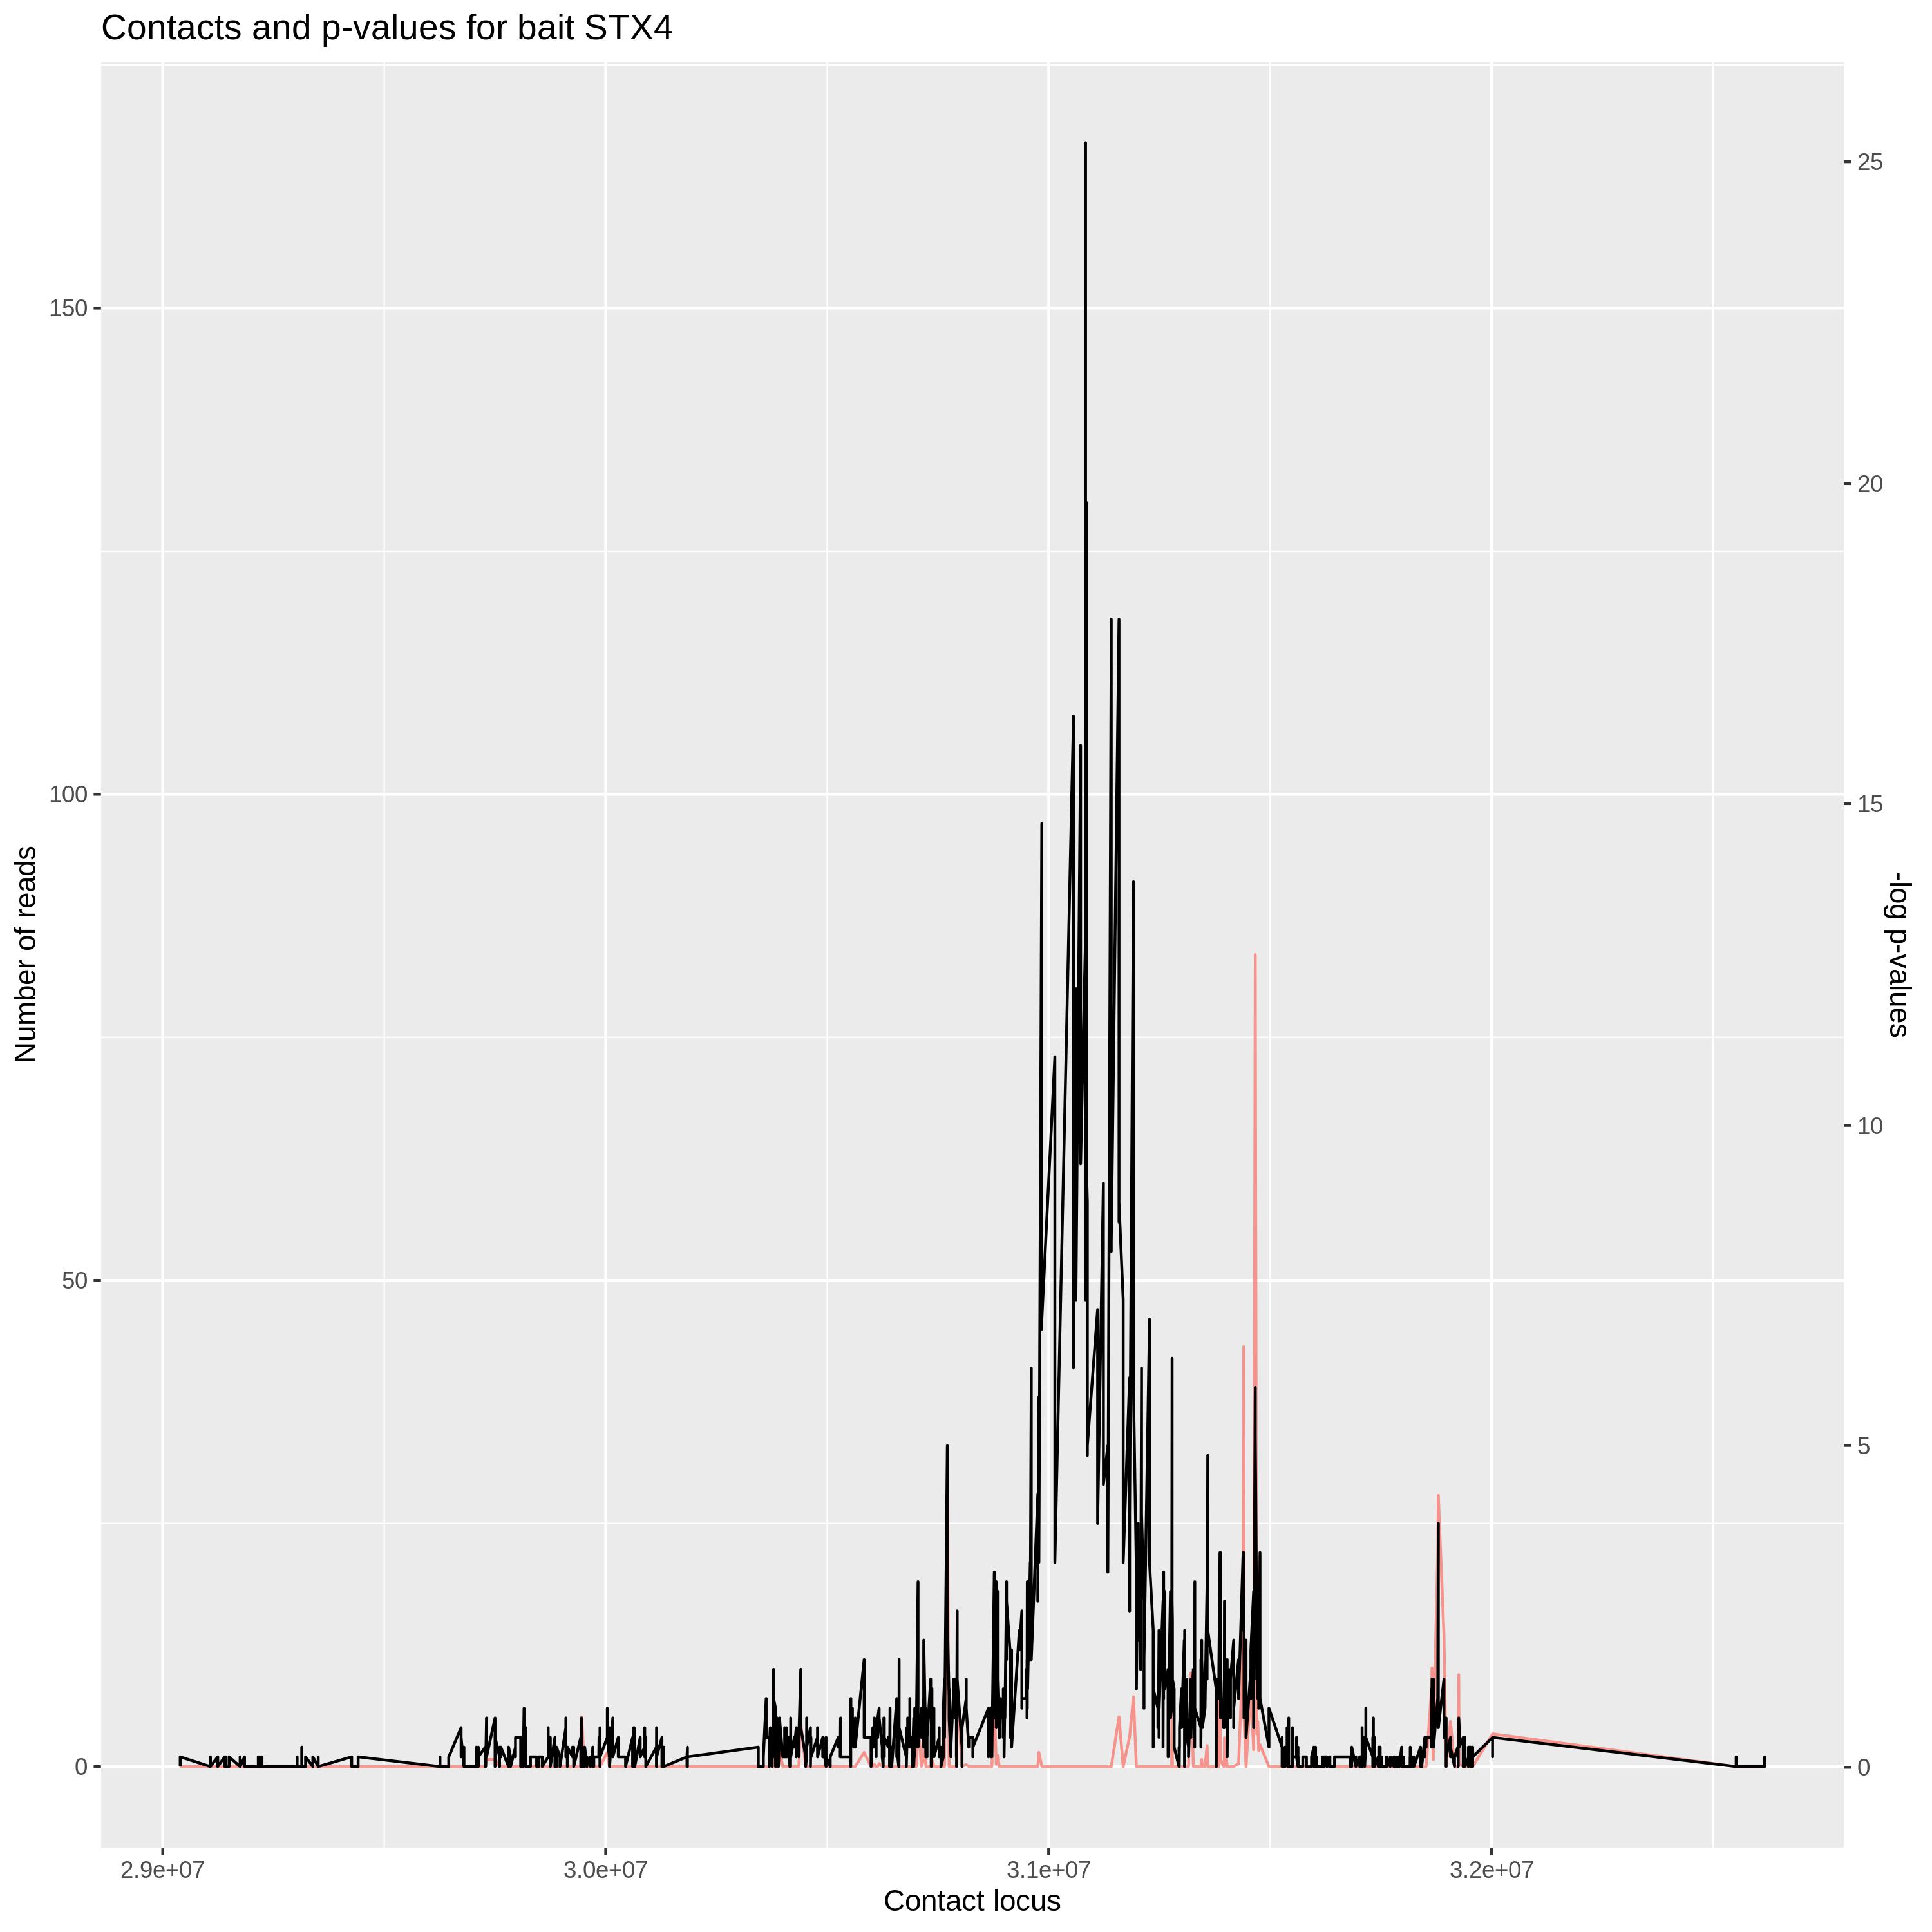 Contacts and p-values for bait STX4
Number of reads
150
100
50
0
25
20
15
10
5
0
-log p-values
2.9e+07
3.0e+07
3.1e+07
3.2e+07
Contact locus